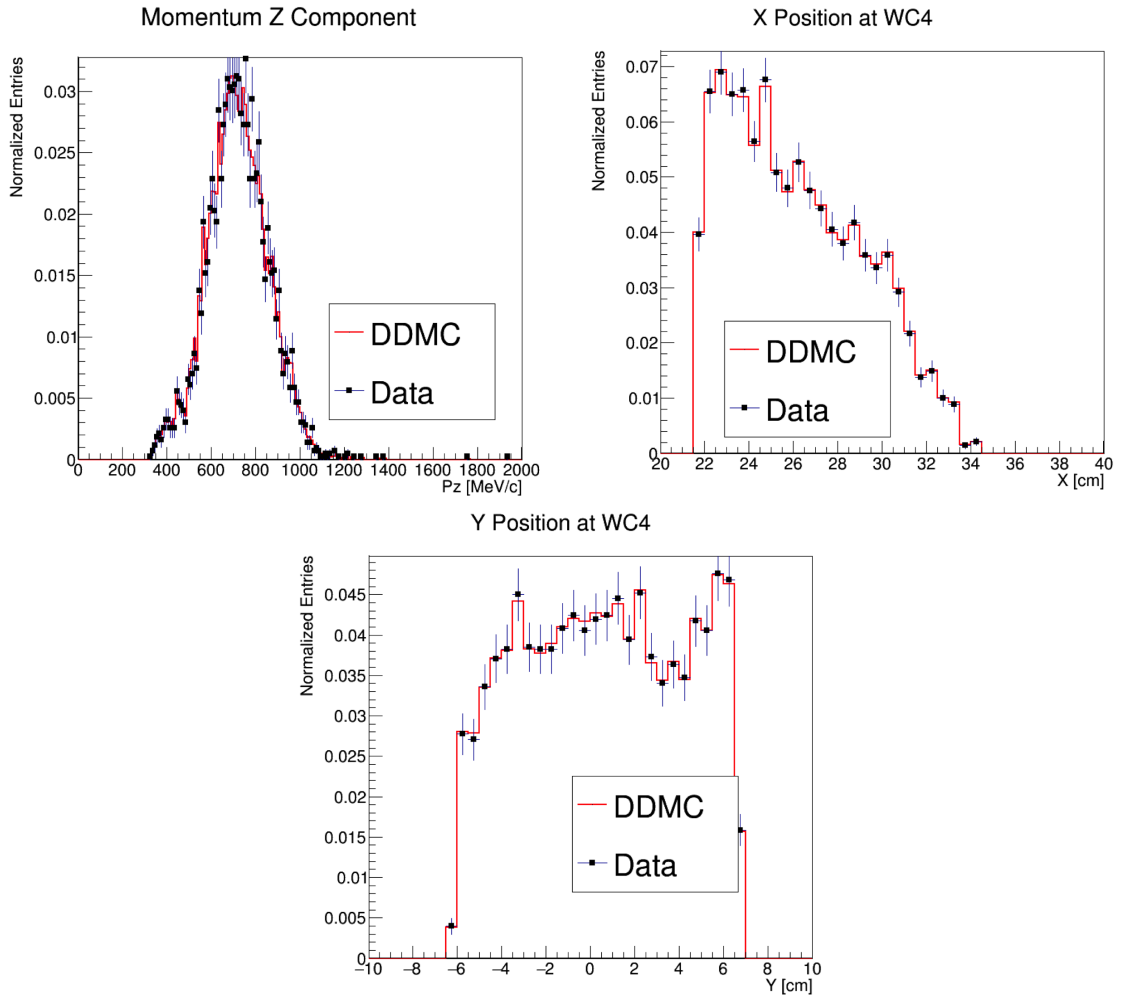 Momentum Z Component
Normalized Entries
0.03
0.025
0.02
0.015
0.01
0.005
0
0 200 400 600 800 1000 1200 1400 1600 1800 2000
Pz [MeV/c]
DDMC
Data
X Position at WC4
Normalized Entries
0.07
0.06
0.05
0.04
0.03
0.02
0.01
0
20 22 24 26 28 30 32 34 36 38 40
X [cm]
DDMC
Data
Y Position at WC4
Normalized Entries
0.045
0.04
0.035
0.03
0.025
0.02
0.015
0.01
0.005
0
−10 −8 −6 −4 −2 0 2 4 6 8 10
Y [cm]
DDMC
Data